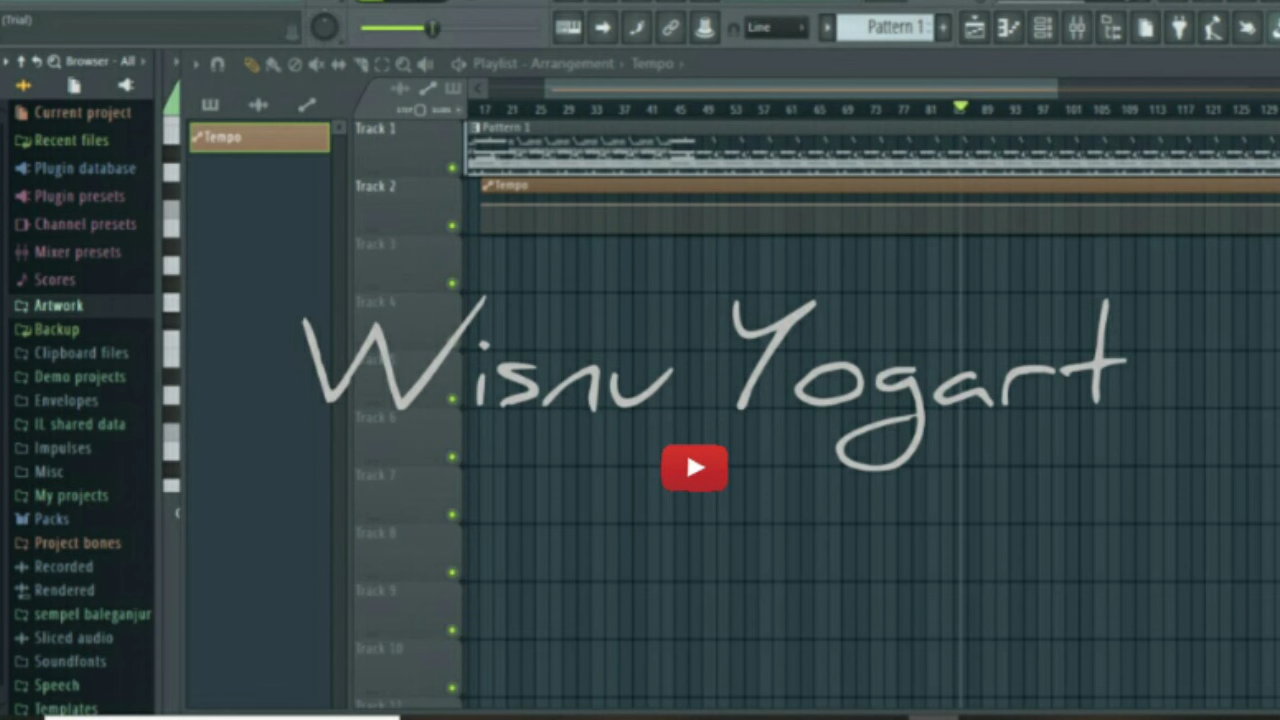 (Trial)
Line
Pattern 1
Browser - All
Playlist - Arrangement › Tempo ›
17 21 25 29 33 37 41 45 49 53 57 61 65 69 73 77 81 89 93 97 101 105 109 113 117 121 125 129
Current project
Recent files
Plugin database
Plugin presets
Channel presets
Mixer presets
Scores
Artwork
Backup
Clipboard files
Demo projects
Envelopes
IL shared data
Impulses
Misc
My projects
Packs
Project bones
Recorded
Rendered
sempel baleganjur
Sliced audio
Soundfonts
Speech
Templates
Tempo
Track 1
Pattern 1
Track 2
Tempo
Track 3
Track 4
Track 6
Track 7
Track 8
Track 9
Track 10
Wisnu Yogart